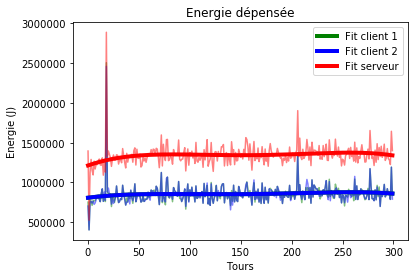 Energie dépensée
3000000
2500000
2000000
1500000
1000000
500000
Energie (J)
Fit client 1
Fit client 2
Fit serveur
0 50 100 150 200 250 300
Tours